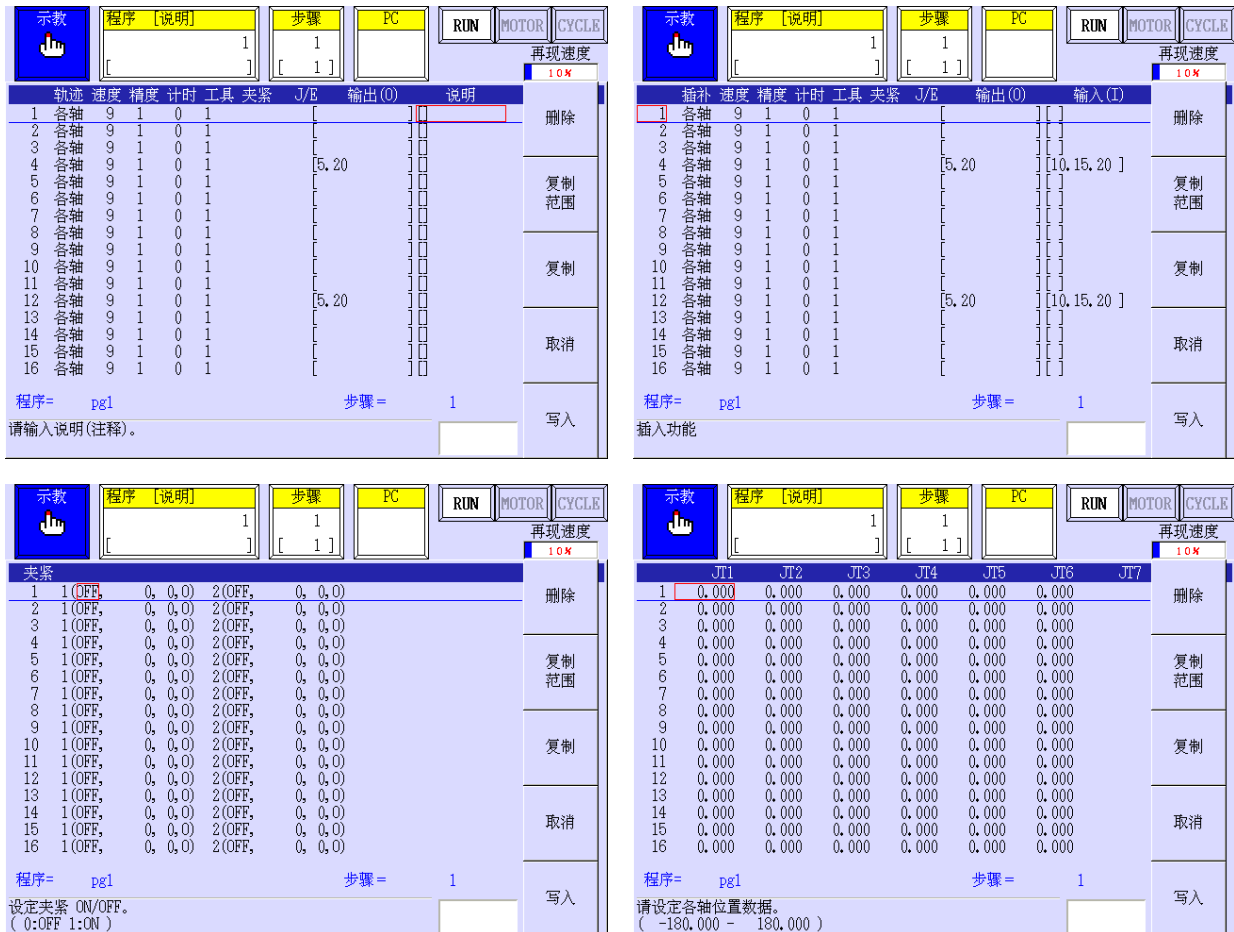 示教 程序 [说明] 步骤 PC RUN MOTOR CYCLE
1 1
[ ] [ 1 ]
再现速度
10%
轨迹 速度 精度 计时 工具 夹紧 J/E 输出(O) 说明
1 各轴 9 1 0 1 [ ] [ ]
2 各轴 9 1 0 1 [ ] [ ]
3 各轴 9 1 0 1 [ ] [ ]
4 各轴 9 1 0 1 [5.20 ] [ ]
5 各轴 9 1 0 1 [ ] [ ]
6 各轴 9 1 0 1 [ ] [ ]
7 各轴 9 1 0 1 [ ] [ ]
8 各轴 9 1 0 1 [ ] [ ]
9 各轴 9 1 0 1 [ ] [ ]
10 各轴 9 1 0 1 [ ] [ ]
11 各轴 9 1 0 1 [ ] [ ]
12 各轴 9 1 0 1 [5.20 ] [ ]
13 各轴 9 1 0 1 [ ] [ ]
14 各轴 9 1 0 1 [ ] [ ]
15 各轴 9 1 0 1 [ ] [ ]
16 各轴 9 1 0 1 [ ] [ ]
删除
复制
范围
复制
取消
写入
程序= pg1 步骤= 1
请输入说明(注释)。
示教 程序 [说明] 步骤 PC RUN MOTOR CYCLE
1 1
[ ] [ 1 ]
再现速度
10%
插补 速度 精度 计时 工具 夹紧 J/E 输出(O) 输入(I)
1 各轴 9 1 0 1 [ ] [ ]
2 各轴 9 1 0 1 [ ] [ ]
3 各轴 9 1 0 1 [ ] [ ]
4 各轴 9 1 0 1 [5.20 ] [10.15.20 ]
5 各轴 9 1 0 1 [ ] [ ]
6 各轴 9 1 0 1 [ ] [ ]
7 各轴 9 1 0 1 [ ] [ ]
8 各轴 9 1 0 1 [ ] [ ]
9 各轴 9 1 0 1 [ ] [ ]
10 各轴 9 1 0 1 [ ] [ ]
11 各轴 9 1 0 1 [ ] [ ]
12 各轴 9 1 0 1 [5.20 ] [10.15.20 ]
13 各轴 9 1 0 1 [ ] [ ]
14 各轴 9 1 0 1 [ ] [ ]
15 各轴 9 1 0 1 [ ] [ ]
16 各轴 9 1 0 1 [ ] [ ]
删除
复制
范围
复制
取消
写入
程序= pg1 步骤= 1
插入功能
示教 程序 [说明] 步骤 PC RUN MOTOR CYCLE
1 1
[ ] [ 1 ]
再现速度
10%
夹紧
1 1(OFF, 0, 0,O) 2(OFF, 0, 0,O)
2 1(OFF, 0, 0,O) 2(OFF, 0, 0,O)
3 1(OFF, 0, 0,O) 2(OFF, 0, 0,O)
4 1(OFF, 0, 0,O) 2(OFF, 0, 0,O)
5 1(OFF, 0, 0,O) 2(OFF, 0, 0,O)
6 1(OFF, 0, 0,O) 2(OFF, 0, 0,O)
7 1(OFF, 0, 0,O) 2(OFF, 0, 0,O)
8 1(OFF, 0, 0,O) 2(OFF, 0, 0,O)
9 1(OFF, 0, 0,O) 2(OFF, 0, 0,O)
10 1(OFF, 0, 0,O) 2(OFF, 0, 0,O)
11 1(OFF, 0, 0,O) 2(OFF, 0, 0,O)
12 1(OFF, 0, 0,O) 2(OFF, 0, 0,O)
13 1(OFF, 0, 0,O) 2(OFF, 0, 0,O)
14 1(OFF, 0, 0,O) 2(OFF, 0, 0,O)
15 1(OFF, 0, 0,O) 2(OFF, 0, 0,O)
16 1(OFF, 0, 0,O) 2(OFF, 0, 0,O)
删除
复制
范围
复制
取消
写入
程序= pg1 步骤= 1
设定夹紧 ON/OFF。
( 0:OFF 1:ON )
示教 程序 [说明] 步骤 PC RUN MOTOR CYCLE
1 1
[ ] [ 1 ]
再现速度
10%
JT1 JT2 JT3 JT4 JT5 JT6 JT7
1 0.000 0.000 0.000 0.000 0.000 0.000
2 0.000 0.000 0.000 0.000 0.000 0.000
3 0.000 0.000 0.000 0.000 0.000 0.000
4 0.000 0.000 0.000 0.000 0.000 0.000
5 0.000 0.000 0.000 0.000 0.000 0.000
6 0.000 0.000 0.000 0.000 0.000 0.000
7 0.000 0.000 0.000 0.000 0.000 0.000
8 0.000 0.000 0.000 0.000 0.000 0.000
9 0.000 0.000 0.000 0.000 0.000 0.000
10 0.000 0.000 0.000 0.000 0.000 0.000
11 0.000 0.000 0.000 0.000 0.000 0.000
12 0.000 0.000 0.000 0.000 0.000 0.000
13 0.000 0.000 0.000 0.000 0.000 0.000
14 0.000 0.000 0.000 0.000 0.000 0.000
15 0.000 0.000 0.000 0.000 0.000 0.000
16 0.000 0.000 0.000 0.000 0.000 0.000
删除
复制
范围
复制
取消
写入
程序= pg1 步骤= 1
请设定各轴位置数据。
( -180.000 - 180.000 )